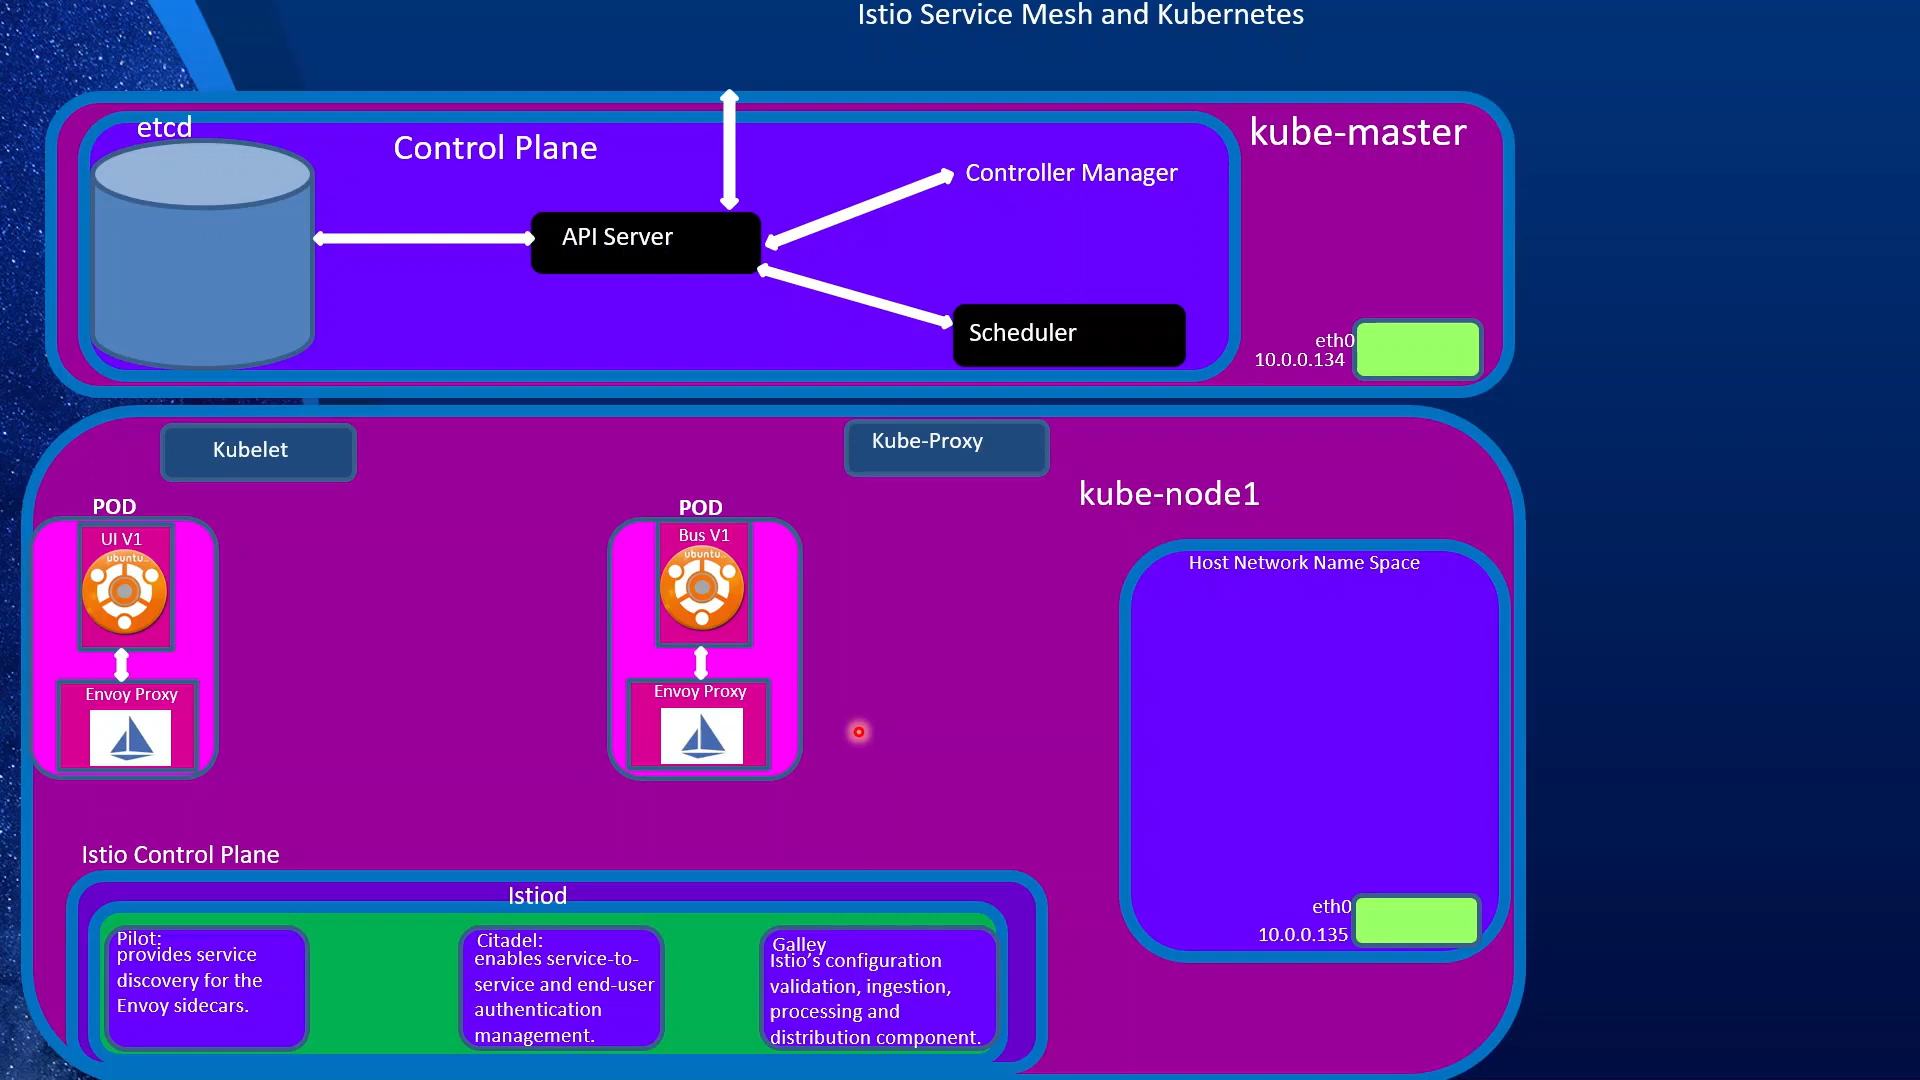 Istio Service Mesh and Kubernetes
etcd
Control Plane
kube-master
Controller Manager
API Server
Scheduler
eth0
10.0.0.134
Kubelet
Kube-Proxy
kube-node1
POD
UI V1
ubuntu
Envoy Proxy
POD
Bus V1
ubuntu
Envoy Proxy
Host Network Name Space
eth0
10.0.0.135
Istio Control Plane
Istiod
Pilot:
provides service
discovery for the
Envoy sidecars.
Citadel:
enables service-to-
service and end-user
authentication
management.
Galley
Istio’s configuration
validation, ingestion,
processing and
distribution component.